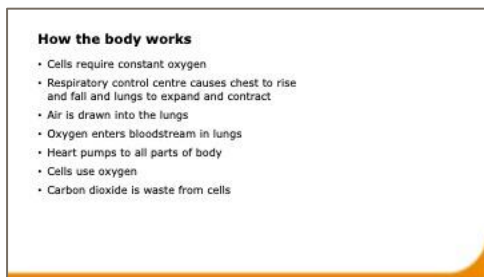 How the body works
• Cells require constant oxygen
• Respiratory control centre causes chest to rise
and fall and lungs to expand and contract
• Air is drawn into the lungs
• Oxygen enters bloodstream in lungs
• Heart pumps to all parts of body
• Cells use oxygen
• Carbon dioxide is waste from cells